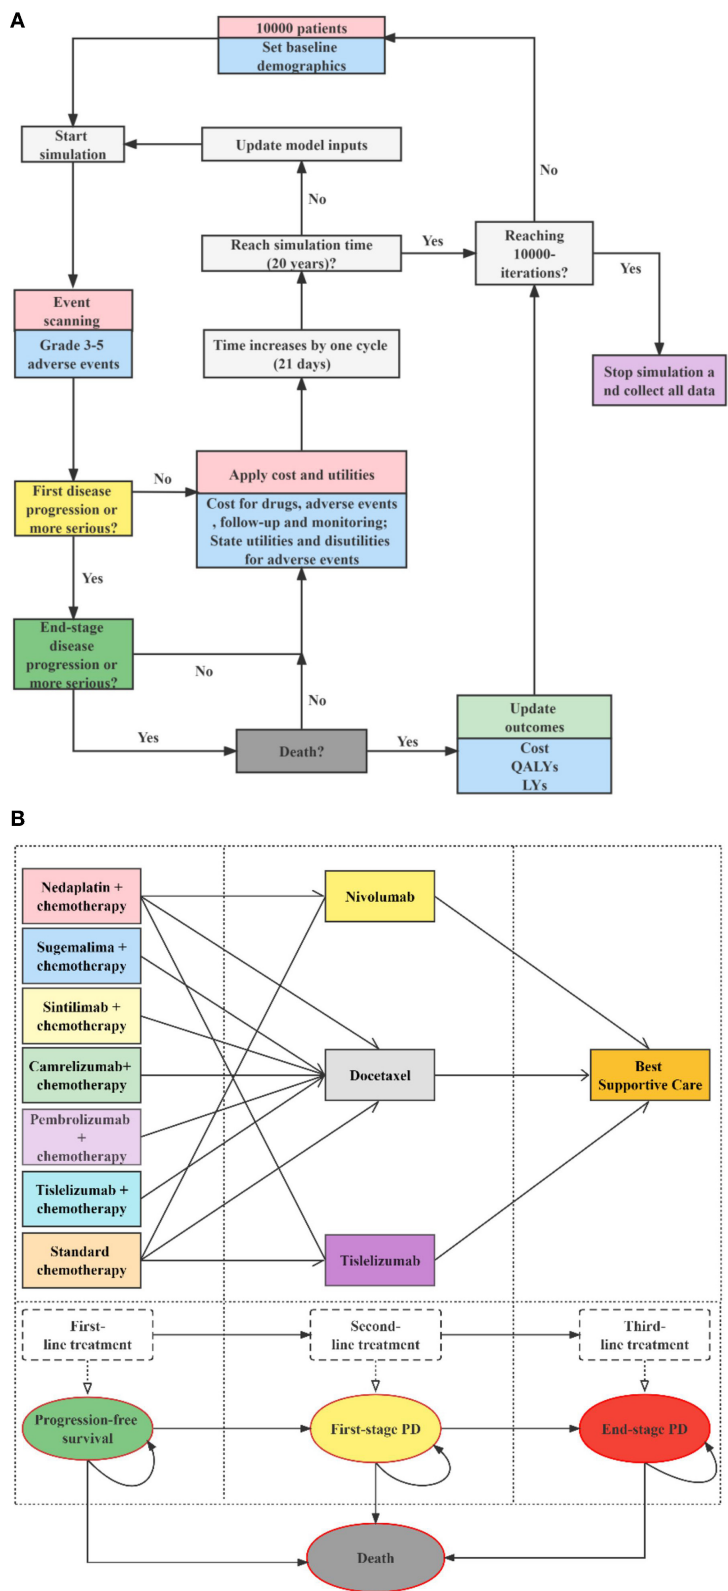 A
10000 patients
Set baseline
demographics
Start
simulation
Update model inputs
No
No
Reach simulation time
(20 years)?
Yes
Reaching
10000-
iterations?
Yes
Event
scanning
Grade 3-5
adverse events
Time increases by one cycle
(21 days)
Stop simulation a
nd collect all data
First disease
progression or
more serious?
No
Apply cost and utilities
Cost for drugs, adverse events
, follow-up and monitoring;
State utilities and disutilities
for adverse events
Yes
End-stage
disease
progression or
more serious?
No
No
Yes
Death?
Yes
Update
outcomes
Cost
QALYs
LYs
B
Nedaplatin +
chemotherapy
Nivolumab
Sugemalima +
chemotherapy
Sintilimab +
chemotherapy
Camrelizumab+
chemotherapy
Docetaxel
Best
Supportive Care
Pembrolizumab
+
chemotherapy
Tislelizumab +
chemotherapy
Standard
chemotherapy
Tislelizumab
First-
line treatment
Second-
line treatment
Third-
line treatment
Progression-free
survival
First-stage PD
End-stage PD
Death